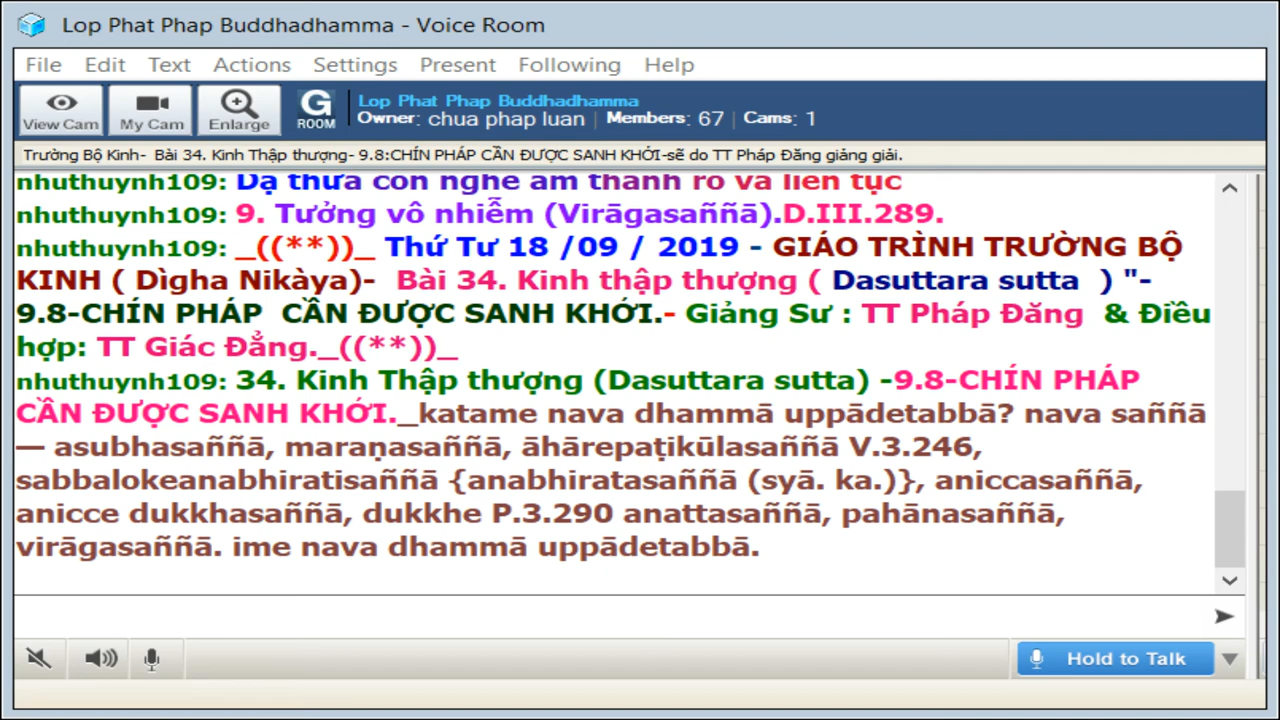 Lop Phat Phap Buddhadhamma - Voice Room
File Edit Text Actions Settings Present Following Help
View Cam My Cam Enlarge G ROOM
Lop Phat Phap Buddhadhamma
Owner: chua phap luan | Members: 67 | Cams: 1
Trường Bộ Kinh- Bài 34. Kinh Thập thượng- 9.8:CHÍN PHÁP CẦN ĐƯỢC SANH KHỞI-sẽ do TT Pháp Đăng giảng giải.
nhuthuynh109: Dạ thưa con nghe âm thanh rõ và liên tục
nhuthuynh109: 9. Tưởng vô nhiễm (Virāgasaññā).D.III.289.
nhuthuynh109: _((**))_ Thứ Tư 18 /09 / 2019 - GIÁO TRÌNH TRƯỜNG BỘ
KINH ( Dìgha Nikàya)- Bài 34. Kinh thập thượng ( Dasuttara sutta ) "-
9.8-CHÍN PHÁP CẦN ĐƯỢC SANH KHỞI.- Giảng Sư : TT Pháp Đăng & Điều
hợp: TT Giác Đẳng._((**))_
nhuthuynh109: 34. Kinh Thập thượng (Dasuttara sutta) -9.8-CHÍN PHÁP
CẦN ĐƯỢC SANH KHỞI._katame nava dhammā uppādetabbā? nava saññā
— asubhasaññā, maraṇasaññā, āhārepaṭikūlasaññā V.3.246,
sabbalokeanabhiratisaññā {anabhiratasaññā (syā. ka.)}, aniccasaññā,
anicce dukkhasaññā, dukkhe P.3.290 anattasaññā, pahānasaññā,
virāgasaññā. ime nava dhammā uppādetabbā.
Hold to Talk